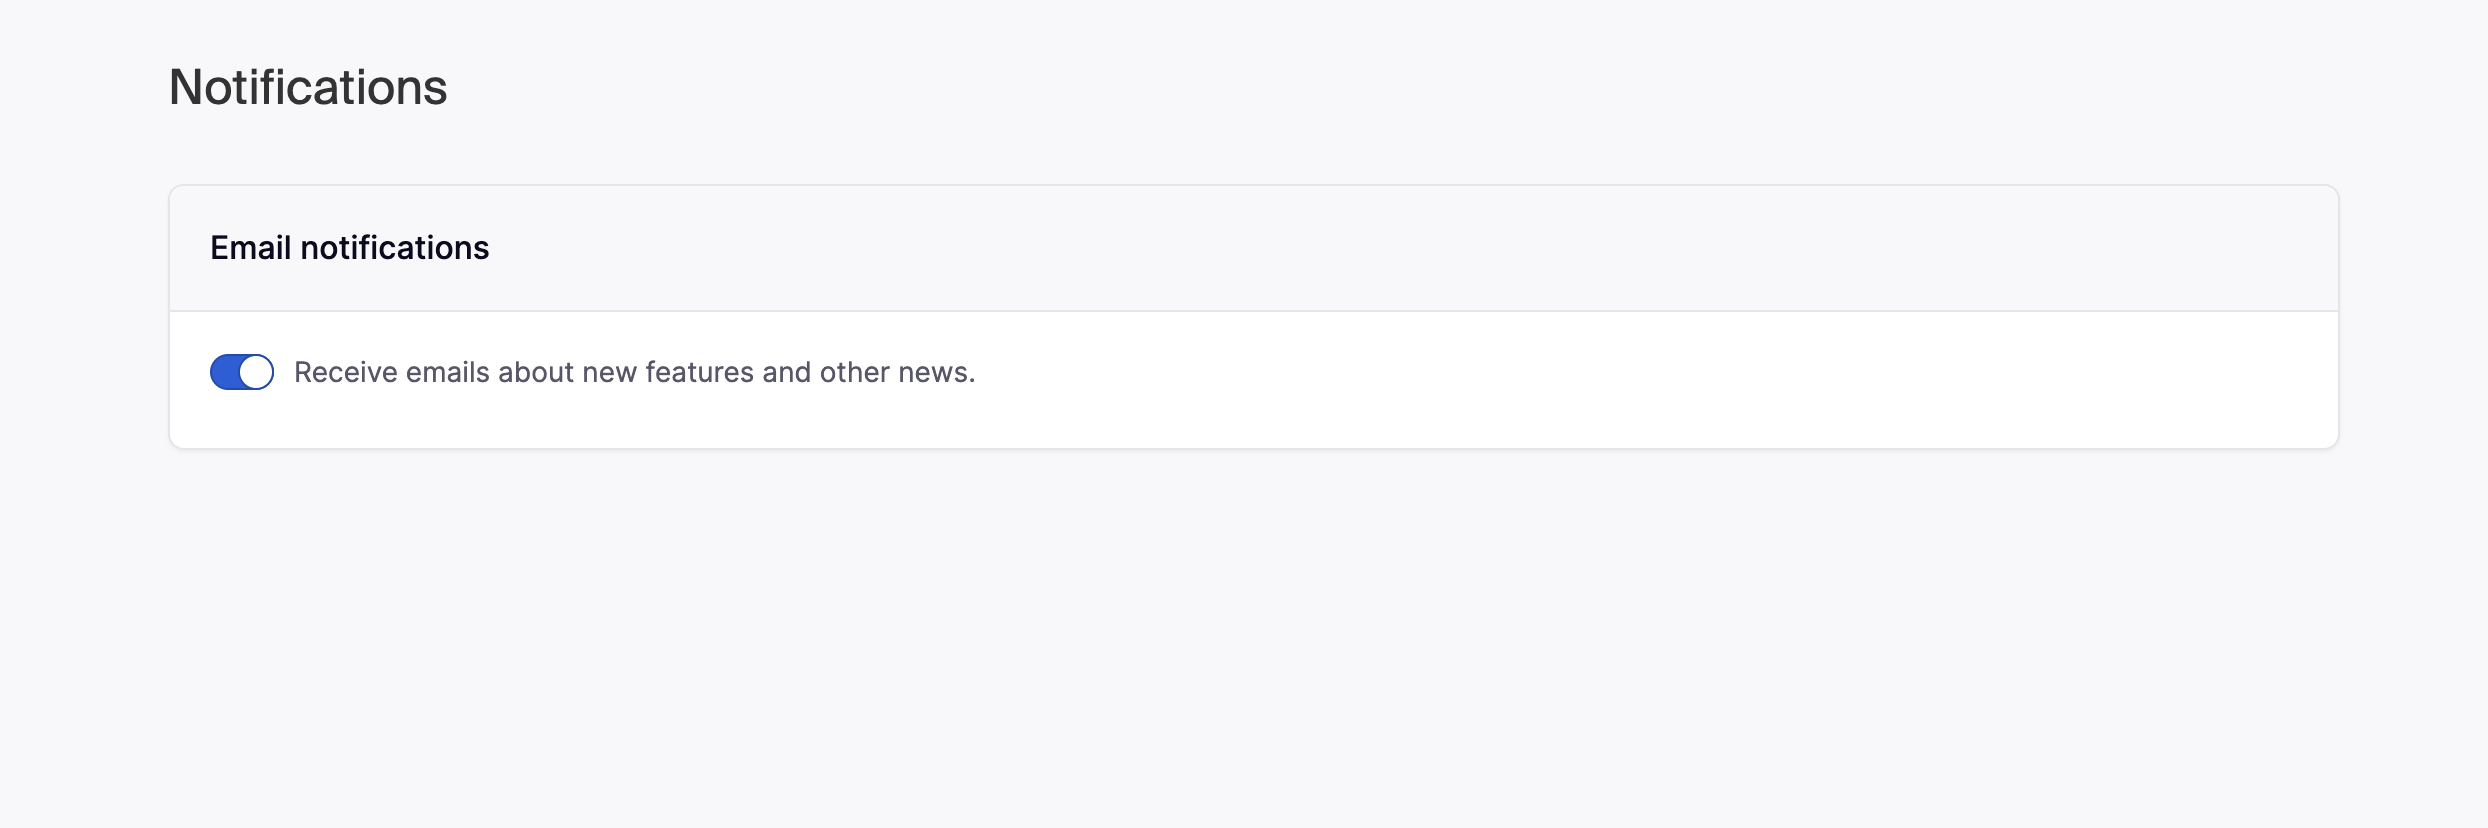 Notifications
Email notifications
Receive emails about new features and other news.